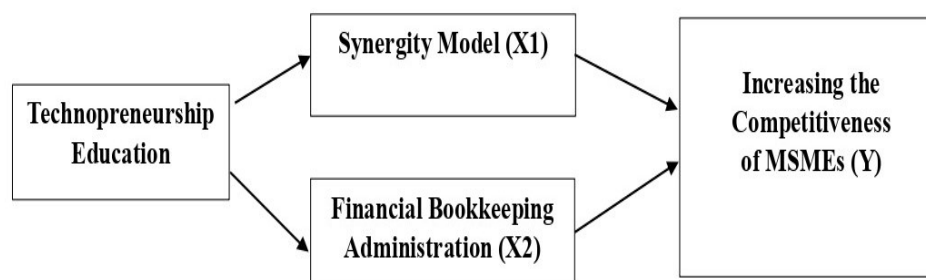 Technopreneurship
Education
Synergity Model (X1)
Financial Bookkeeping
Administration (X2)
Increasing the
Competitiveness
of MSMEs (Y)